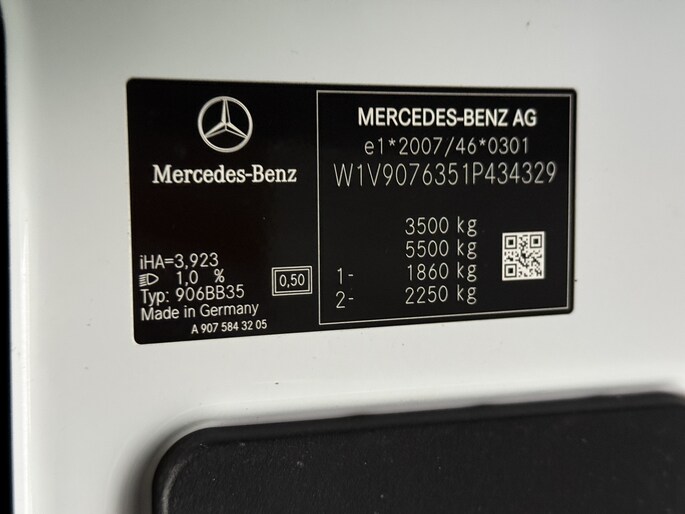 Mercedes-Benz
iHA=3,923
1,0 %
Typ: 906BB35
Made in Germany
A 907 584 32 05
0,50
MERCEDES-BENZ AG
e1*2007/46*0301
W1V9076351P434329
3500 kg
5500 kg
1- 1860 kg
2- 2250 kg